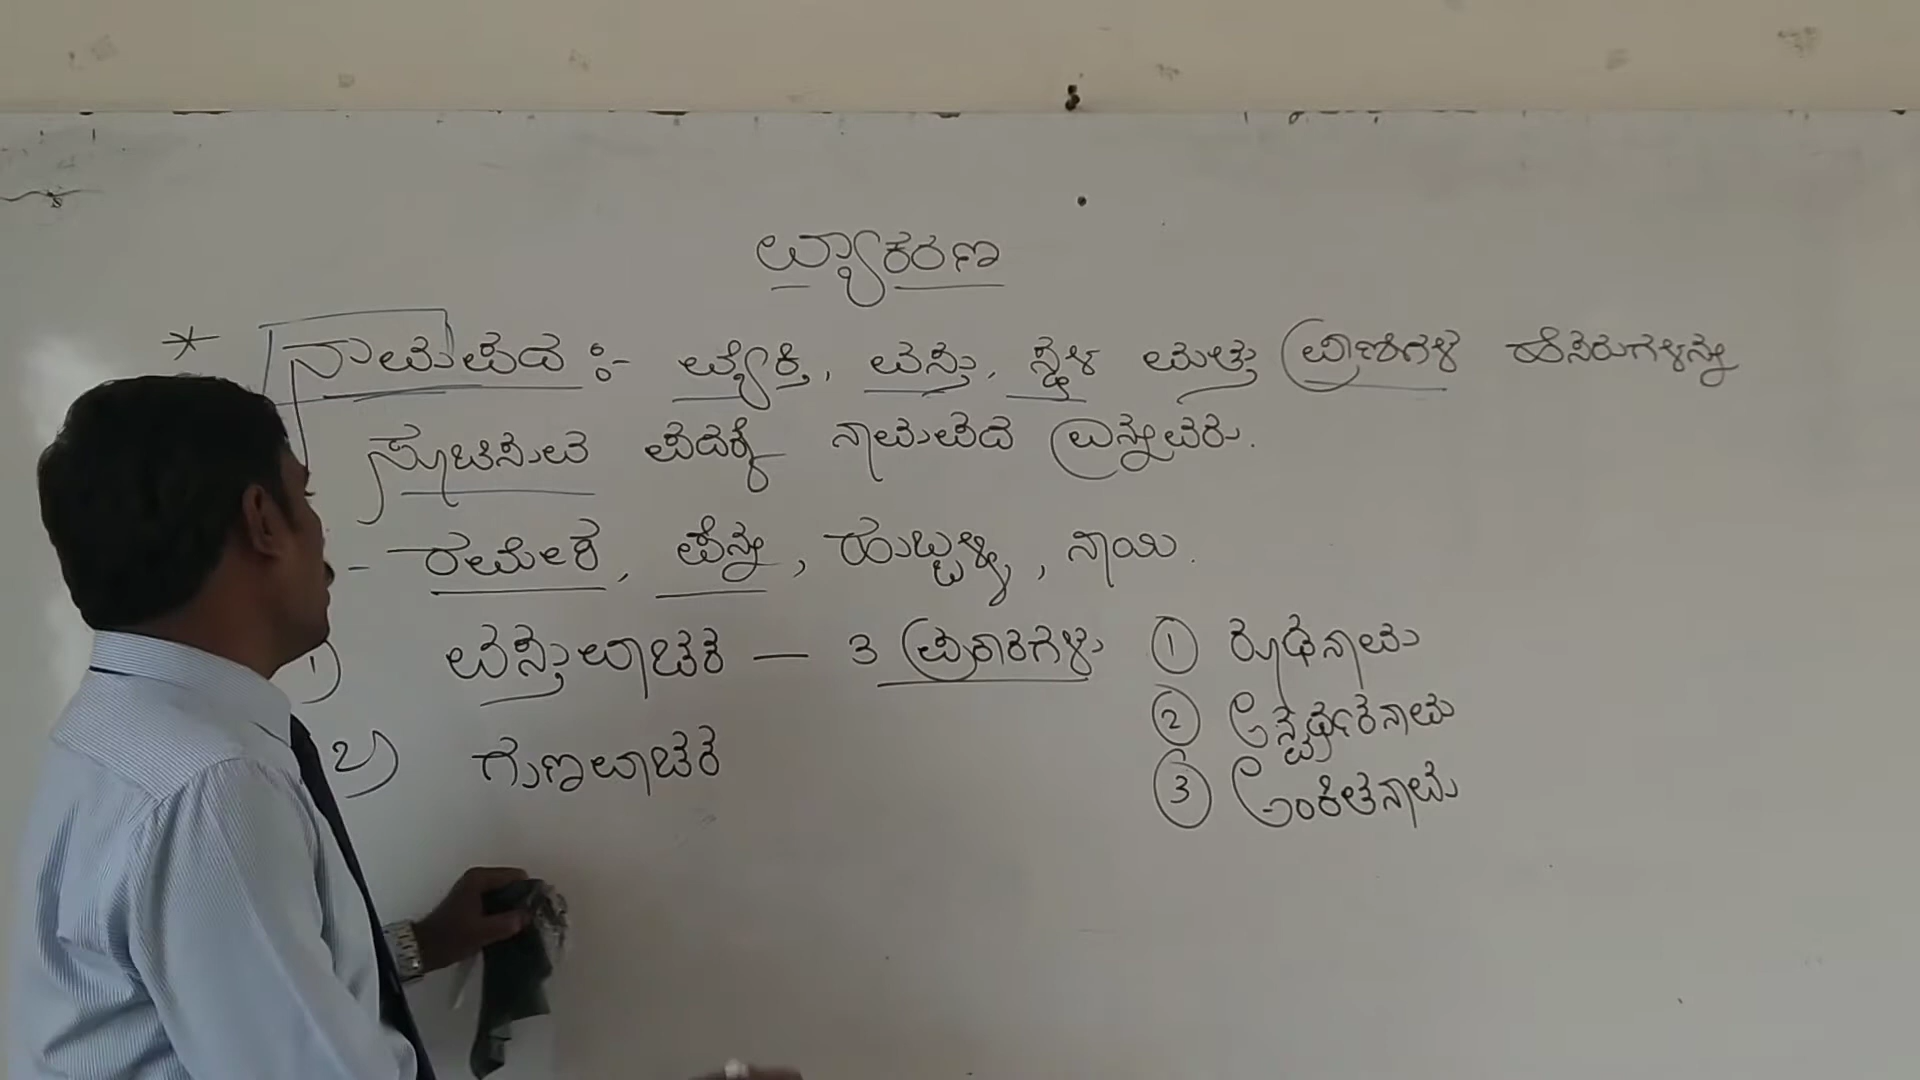 ವ್ಯಾಕರಣ
* ನಾಮಪದ :- ವ್ಯಕ್ತಿ, ವಸ್ತು, ಸ್ಥಳ ಮತ್ತು ಪ್ರಾಣಿಗಳ ಹೆಸರುಗಳನ್ನು
ಸೂಚಿಸುವ ಪದಕ್ಕೆ ನಾಮಪದ ಎನ್ನುವರು.
- ರಮೇಶ, ಪೆನ್ನು, ಹುಬ್ಬಳ್ಳಿ, ನಾಯಿ.
1) ವಸ್ತುವಾಚಕ — 3 ಪ್ರಕಾರಗಳು ① ರೂಢನಾಮ
② ಅನ್ವರ್ಥಕನಾಮ
2) ಗುಣವಾಚಕ
③ ಅಂಕಿತನಾಮ